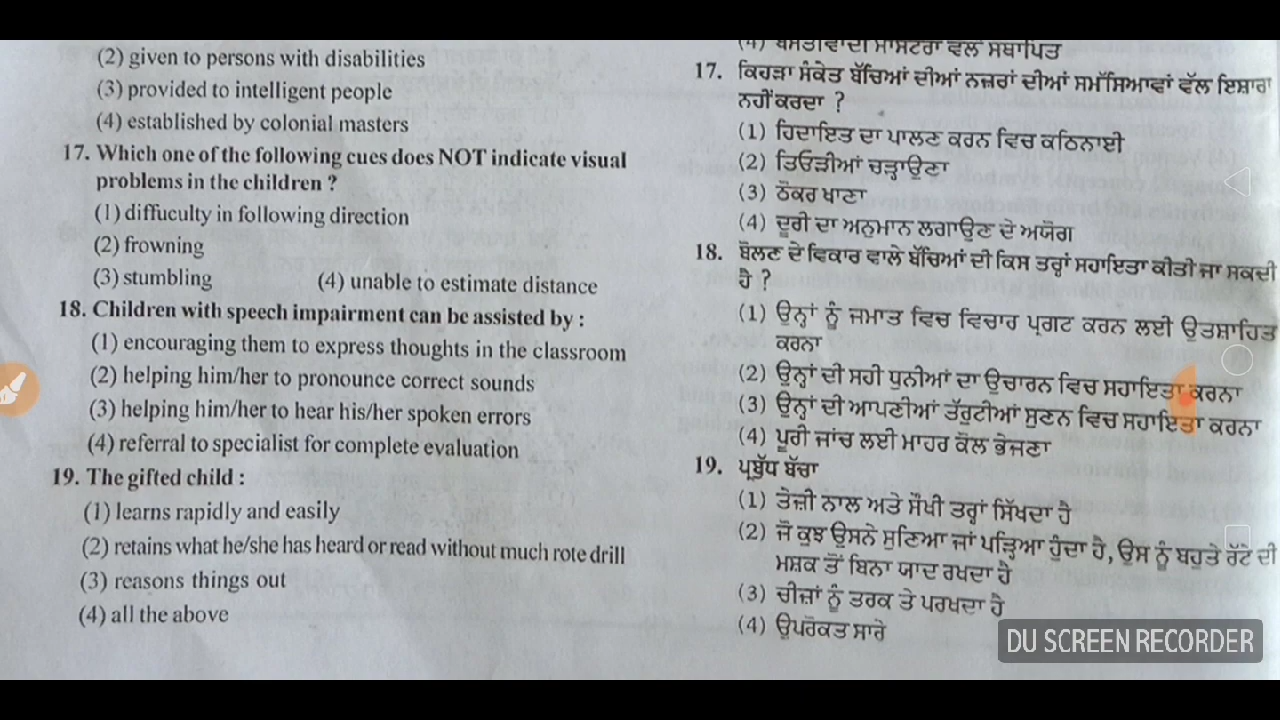 (2) given to persons with disabilities
(3) provided to intelligent people
(4) established by colonial masters
17. Which one of the following cues does NOT indicate visual
problems in the children ?
(1) diffuculty in following direction
(2) frowning
(3) stumbling (4) unable to estimate distance
18. Children with speech impairment can be assisted by :
(1) encouraging them to express thoughts in the classroom
(2) helping him/her to pronounce correct sounds
(3) helping him/her to hear his/her spoken errors
(4) referral to specialist for complete evaluation
19. The gifted child :
(1) learns rapidly and easily
(2) retains what he/she has heard or read without much rote drill
(3) reasons things out
(4) all the above
(4) ਬਸਤੀਵਾਦੀ ਮਾਸਟਰਾਂ ਵਲੋਂ ਸਥਾਪਿਤ
17. ਕਿਹੜਾ ਸੰਕੇਤ ਬੱਚਿਆਂ ਦੀਆਂ ਨਜ਼ਰਾਂ ਦੀਆਂ ਸਮੱਸਿਆਵਾਂ ਵੱਲ ਇਸ਼ਾਰਾ
ਨਹੀਂ ਕਰਦਾ ?
(1) ਹਿਦਾਇਤ ਦਾ ਪਾਲਣ ਕਰਨ ਵਿਚ ਕਠਿਨਾਈ
(2) ਤਿਓੜੀਆਂ ਚੜ੍ਹਾਉਣਾ
(3) ਠੋਕਰ ਖਾਣਾ
(4) ਦੂਰੀ ਦਾ ਅਨੁਮਾਨ ਲਗਾਉਣ ਦੇ ਅਯੋਗ
18. ਬੋਲਣ ਦੇ ਵਿਕਾਰ ਵਾਲੇ ਬੱਚਿਆਂ ਦੀ ਕਿਸ ਤਰ੍ਹਾਂ ਸਹਾਇਤਾ ਕੀਤੀ ਜਾ ਸਕਦੀ
ਹੈ ?
(1) ਉਨ੍ਹਾਂ ਨੂੰ ਜਮਾਤ ਵਿਚ ਵਿਚਾਰ ਪ੍ਰਗਟ ਕਰਨ ਲਈ ਉਤਸ਼ਾਹਿਤ
ਕਰਨਾ
(2) ਉਨ੍ਹਾਂ ਦੀ ਸਹੀ ਧੁਨੀਆਂ ਦਾ ਉਚਾਰਨ ਵਿਚ ਸਹਾਇਤਾ ਕਰਨਾ
(3) ਉਨ੍ਹਾਂ ਦੀ ਆਪਣੀਆਂ ਤੱਰੁਟੀਆਂ ਸੁਣਨ ਵਿਚ ਸਹਾਇਤਾ ਕਰਨਾ
(4) ਪੂਰੀ ਜਾਂਚ ਲਈ ਮਾਹਰ ਕੋਲ ਭੇਜਣਾ
19. ਪ੍ਰਬੁੱਧ ਬੱਚਾ
(1) ਤੇਜ਼ੀ ਨਾਲ ਅਤੇ ਸੌਖੀ ਤਰ੍ਹਾਂ ਸਿੱਖਦਾ ਹੈ
(2) ਜੋ ਕੁਝ ਉਸਨੇ ਸੁਣਿਆ ਜਾਂ ਪੜ੍ਹਿਆ ਹੁੰਦਾ ਹੈ, ਉਸ ਨੂੰ ਬਹੁਤੇ ਰੱਟੇ ਦੀ
ਮਸ਼ਕ ਤੋਂ ਬਿਨਾ ਯਾਦ ਰਖਦਾ ਹੈ
(3) ਚੀਜ਼ਾਂ ਨੂੰ ਤਰਕ ਤੇ ਪਰਖਦਾ ਹੈ
(4) ਉਪਰੋਕਤ ਸਾਰੇ
DU SCREEN RECORDER